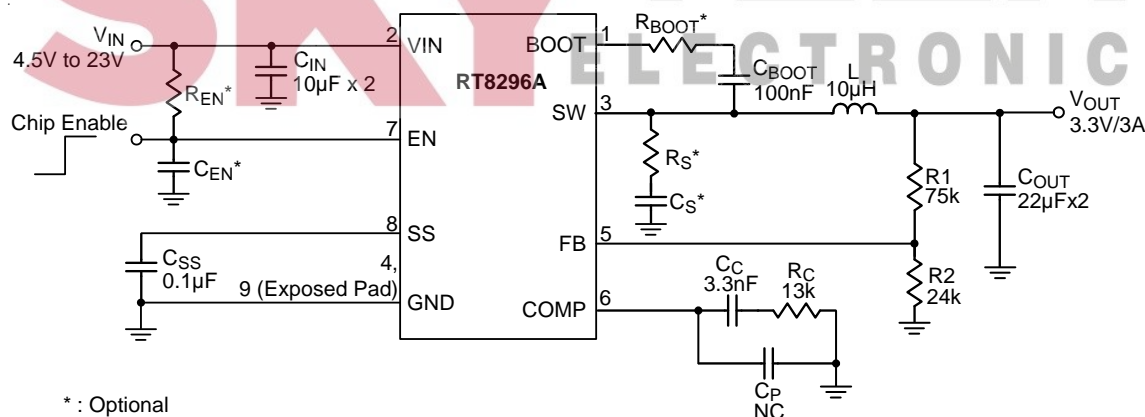 SKY ELECTRONIC
VIN
4.5V to 23V
REN*
CIN
10µF x 2
Chip Enable
CEN*
CSS
0.1µF
2
VIN
7
EN
8
SS
4,
9 (Exposed Pad)
GND
RT8296A
BOOT
1
SW
3
FB
5
COMP
6
RBOOT*
CBOOT
100nF
L
10µH
RS*
CS*
VOUT
3.3V/3A
R1
75k
COUT
22µFx2
R2
24k
CC
3.3nF
RC
13k
CP
NC
* : Optional